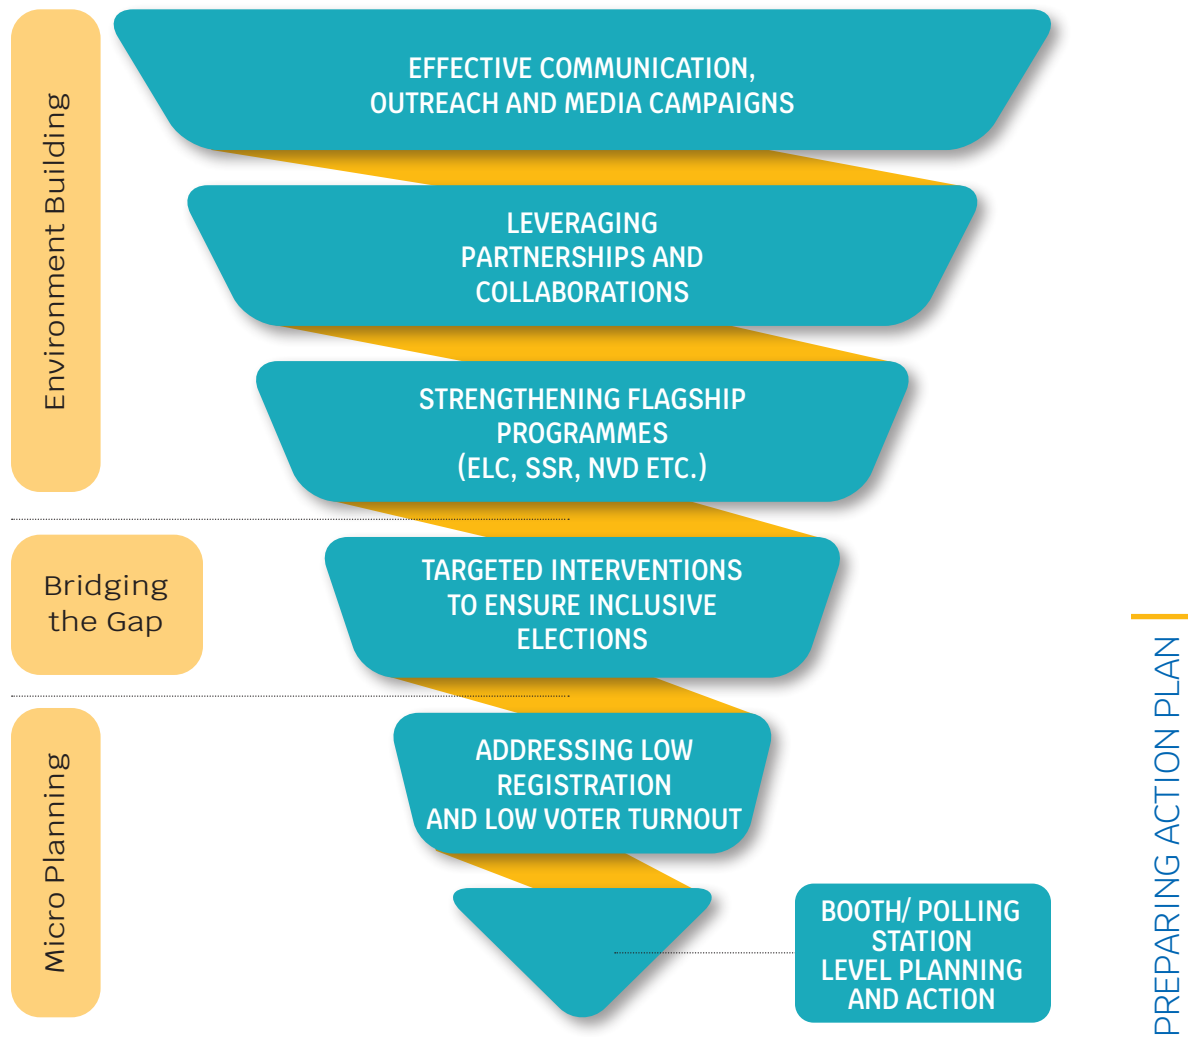 Environment Building
EFFECTIVE COMMUNICATION,
OUTREACH AND MEDIA CAMPAIGNS
LEVERAGING
PARTNERSHIPS AND
COLLABORATIONS
STRENGTHENING FLAGSHIP
PROGRAMMES
(ELC, SSR, NVD ETC.)
Bridging
the Gap
TARGETED INTERVENTIONS
TO ENSURE INCLUSIVE
ELECTIONS
Micro Planning
ADDRESSING LOW
REGISTRATION
AND LOW VOTER TURNOUT
BOOTH/ POLLING
STATION
LEVEL PLANNING
AND ACTION
PREPARING ACTION PLAN